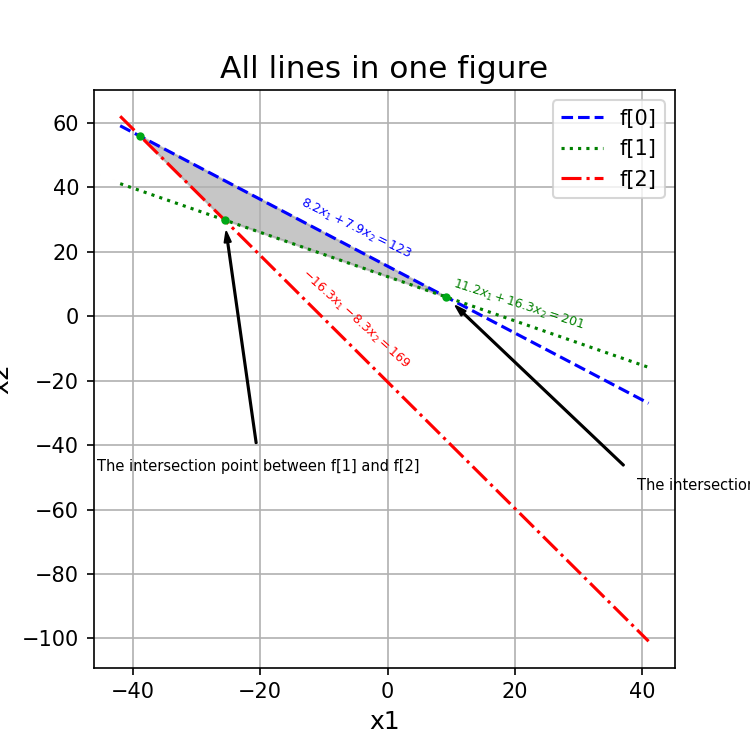 All lines in one figure
f[0]
f[1]
f[2]
60
40
20
0
−20
−40
−60
−80
−100
8.2x₁ + 7.9x₂ = 123
11.2x₁ + 16.3x₂ = 201
−16.3x₁ − 8.3x₂ = 169
The intersection point between f[1] and f[2]
The intersection
−40 −20 0 20 40
x1
x2